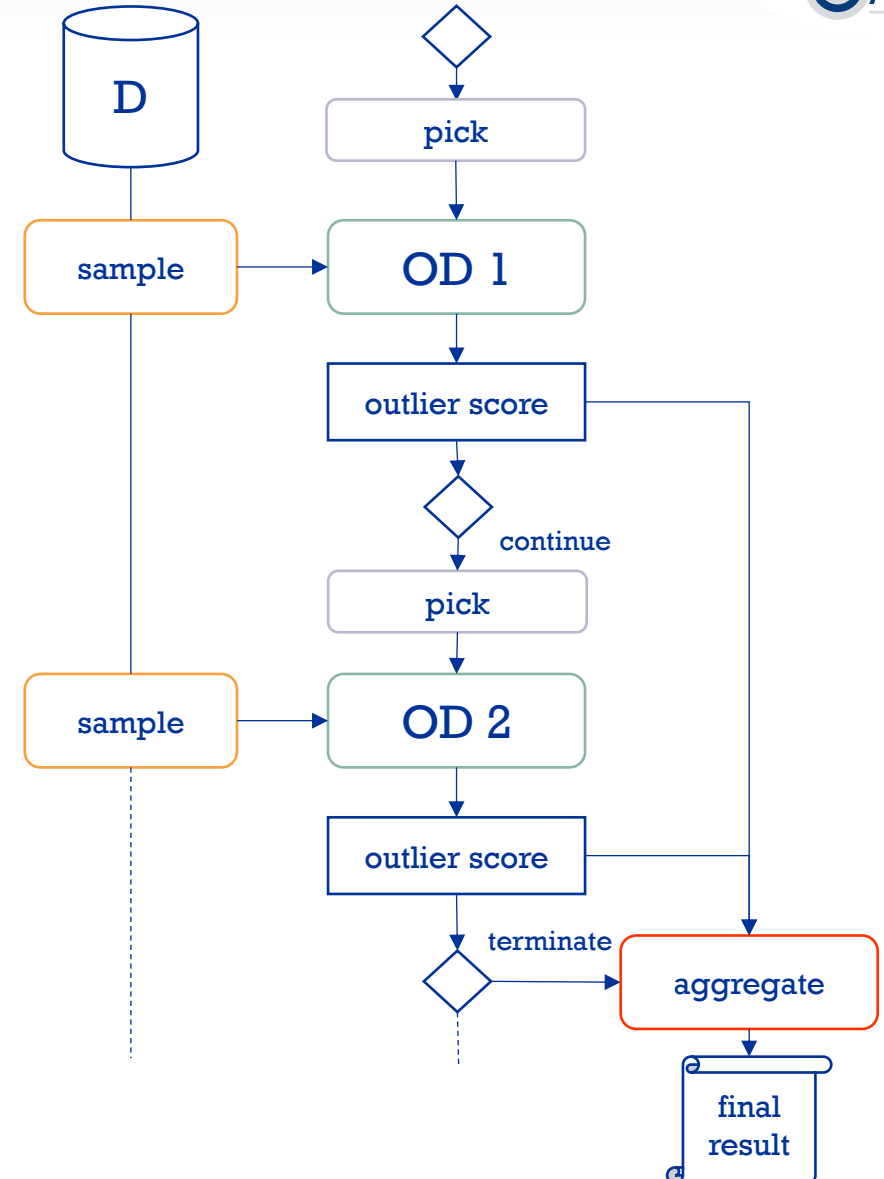 D
pick
sample
OD 1
outlier score
continue
pick
sample
OD 2
outlier score
terminate
aggregate
final
result